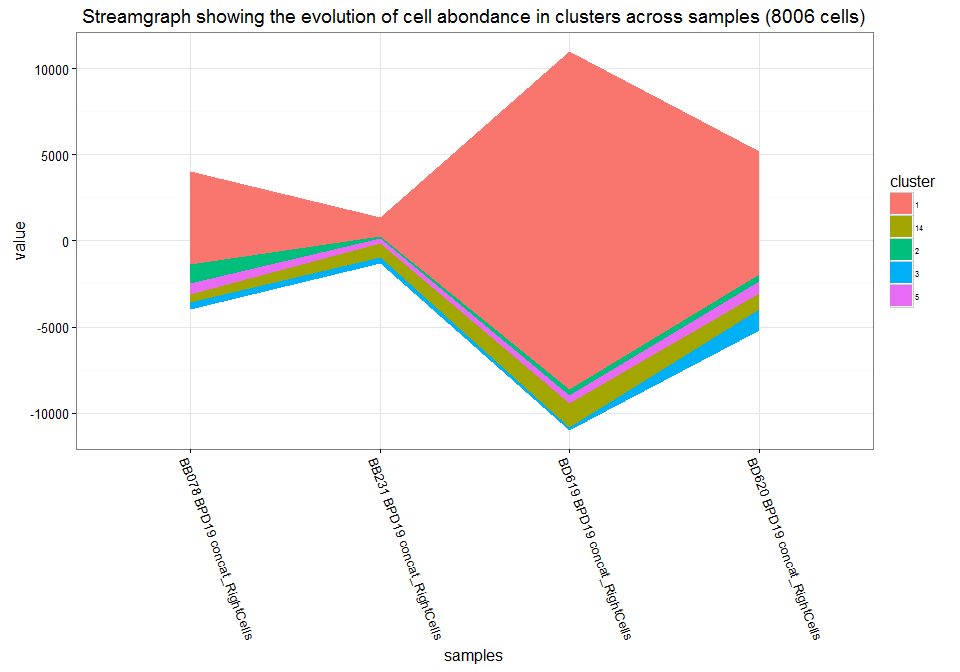 Streamgraph showing the evolution of cell abondance in clusters across samples (8006 cells)
10000
5000
0
-5000
-10000
value
BB078 BPD19 concat_RightCells
BB231 BPD19 concat_RightCells
BD619 BPD19 concat_RightCells
BD620 BPD19 concat_RightCells
samples
cluster
1
14
2
3
5